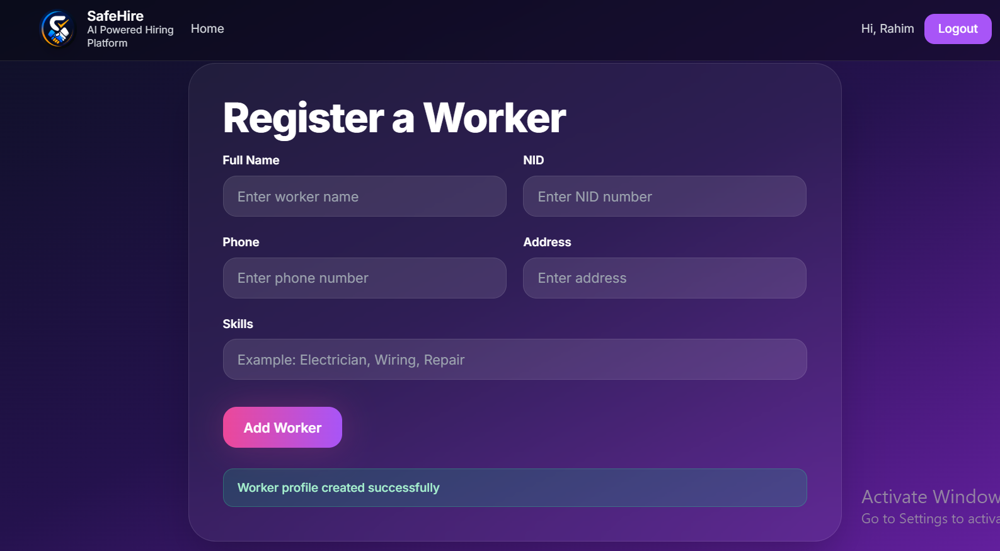 SafeHire
AI Powered Hiring
Platform
Home
Hi, Rahim
Logout
Register a Worker
Full Name
NID
Enter worker name
Enter NID number
Phone
Address
Enter phone number
Enter address
Skills
Example: Electrician, Wiring, Repair
Add Worker
Worker profile created successfully
Activate Window
Go to Settings to activa